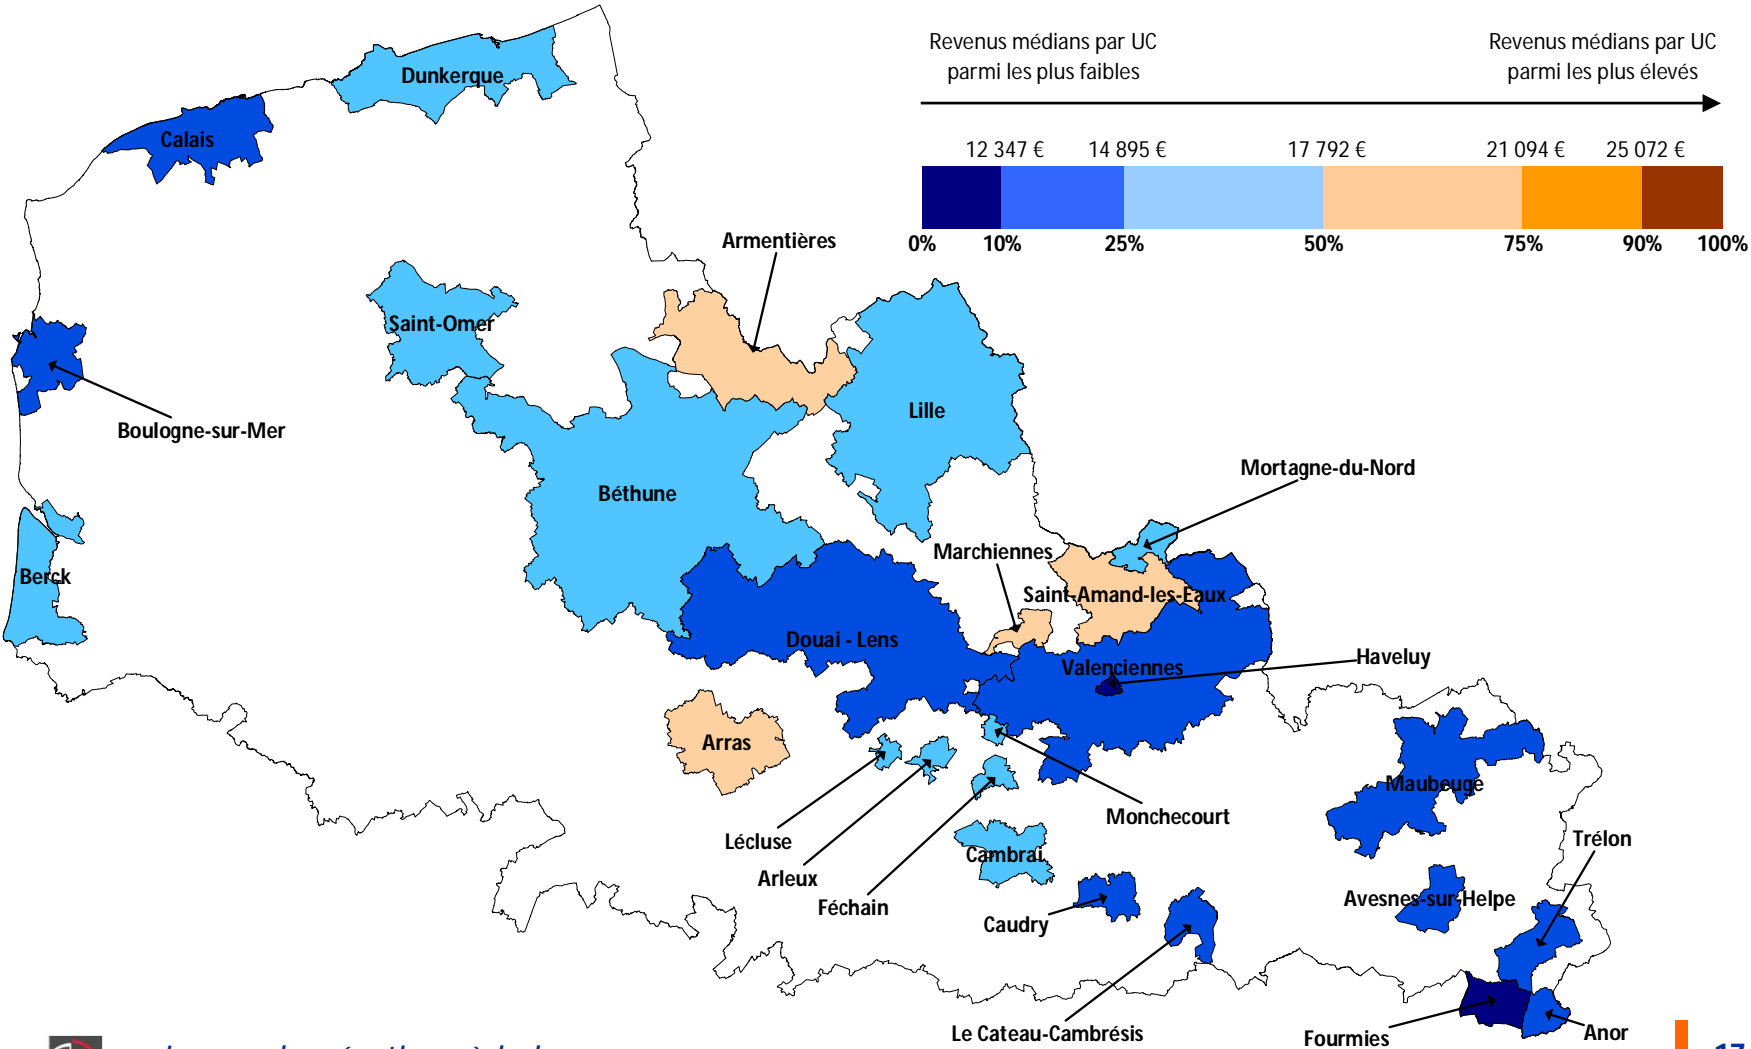 Revenus médians par UC
parmi les plus faibles
Revenus médians par UC
parmi les plus élevés
12 347 € 14 895 € 17 792 € 21 094 € 25 072 €
0% 10% 25% 50% 75% 90% 100%
Dunkerque
Calais
Armentières
Saint-Omer
Boulogne-sur-Mer
Lille
Mortagne-du-Nord
Béthune
Marchiennes
Berck
Saint-Amand-les-Eaux
Douai - Lens
Valenciennes
Haveluy
Arras
Maubeuge
Monchecourt
Lécluse
Trélon
Cambrai
Arleux
Avesnes-sur-Helpe
Féchain
Caudry
Le Cateau-Cambrésis
Fourmies
Anor
17